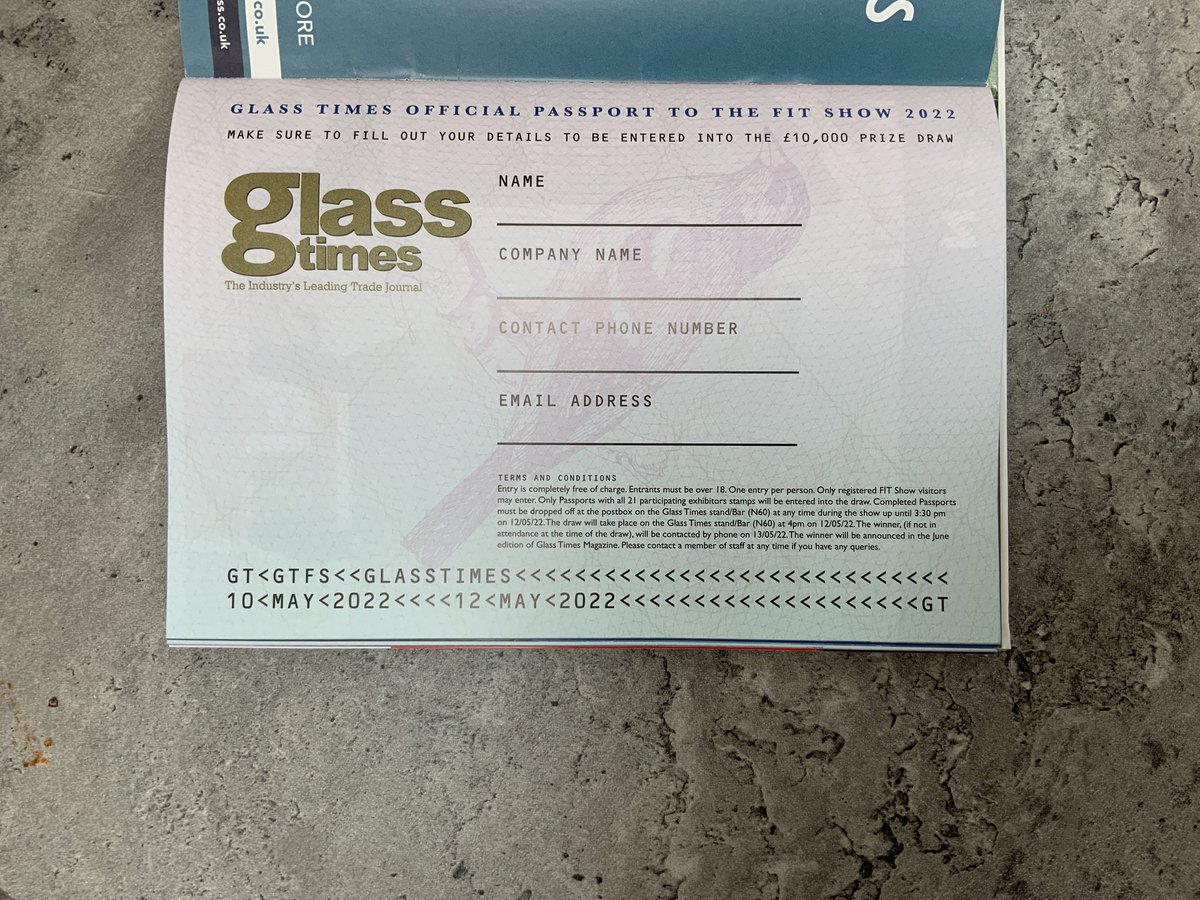 ss.co.uk
co.uk
ORE
S
GLASS TIMES OFFICIAL PASSPORT TO THE FIT SHOW 2022
MAKE SURE TO FILL OUT YOUR DETAILS TO BE ENTERED INTO THE £10,000 PRIZE DRAW
glass
times
The Industry's Leading Trade Journal
NAME
COMPANY NAME
CONTACT PHONE NUMBER
EMAIL ADDRESS
TERMS AND CONDITIONS
Entry is completely free of charge. Entrants must be over 18. One entry per person. Only registered FIT Show visitors
may enter. Only Passports with all 21 participating exhibitors stamps will be entered into the draw. Completed Passports
must be dropped off at the postbox on the Glass Times stand/Bar (N60) at any time during the show up until 3:30 pm
on 12/05/22. The draw will take place on the Glass Times stand/Bar (N60) at 4pm on 12/05/22. The winner, (if not in
attendance at the time of the draw), will be contacted by phone on 13/05/22. The winner will be announced in the June
edition of Glass Times Magazine. Please contact a member of staff at any time if you have any queries.
GT<GTFS<<GLASSTIMES<<<<<<<<<<<<<<<<<<<<<<<<<<<<<
10<MAY<2022<<<<12<MAY<2022<<<<<<<<<<<<<<<<<<<<GT